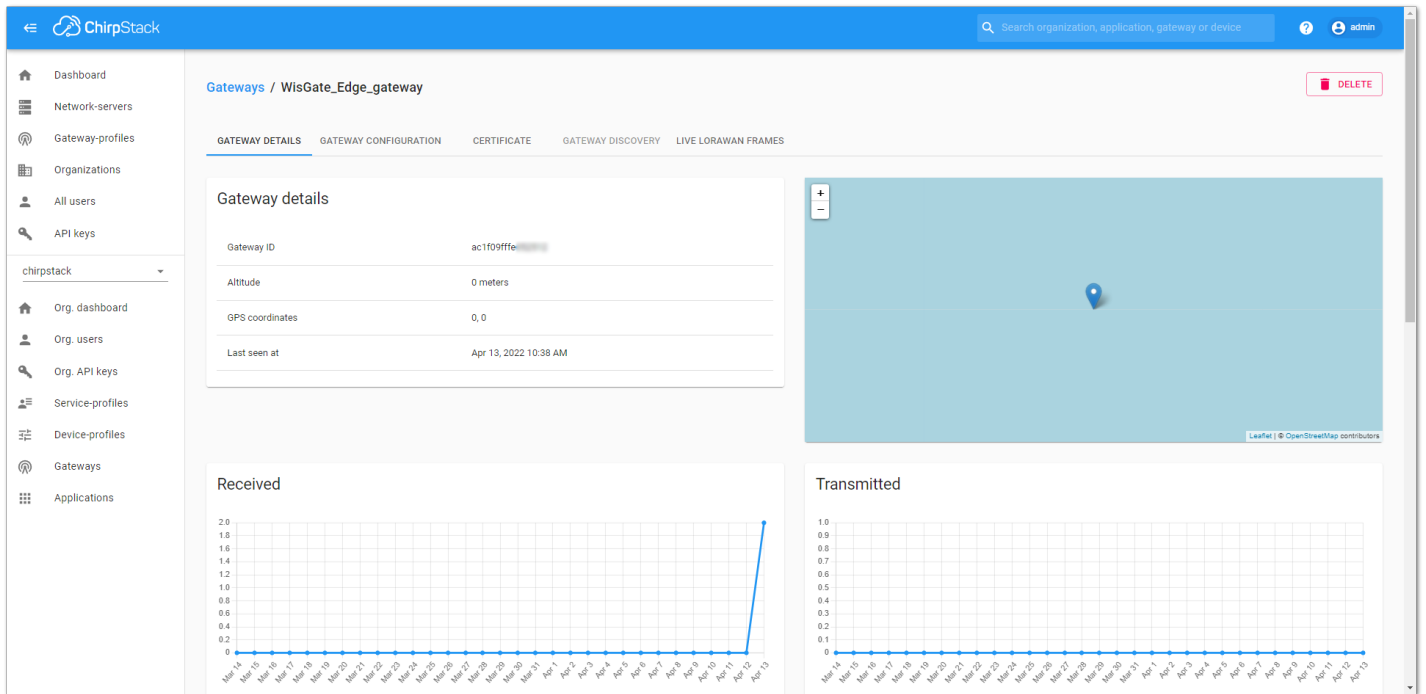 ChirpStack
Search organization, application, gateway or device
? admin
Dashboard
Network-servers
Gateway-profiles
Organizations
All users
API keys
chirpstack
Org. dashboard
Org. users
Org. API keys
Service-profiles
Device-profiles
Gateways
Applications
Gateways / WisGate_Edge_gateway
DELETE
GATEWAY DETAILS GATEWAY CONFIGURATION CERTIFICATE GATEWAY DISCOVERY LIVE LORAWAN FRAMES
Gateway details
Gateway ID ac1f09fffe
Altitude 0 meters
GPS coordinates 0, 0
Last seen at Apr 13, 2022 10:38 AM
+
−
Leaflet | © OpenStreetMap contributors
Received
2.0
1.8
1.6
1.4
1.2
1.0
0.8
0.6
0.4
0.2
0
Mar 14 Mar 15 Mar 16 Mar 17 Mar 18 Mar 19 Mar 20 Mar 21 Mar 22 Mar 23 Mar 24 Mar 25 Mar 26 Mar 27 Mar 28 Mar 29 Mar 30 Mar 31 Apr 1 Apr 2 Apr 3 Apr 4 Apr 5 Apr 6 Apr 7 Apr 8 Apr 9 Apr 10 Apr 11 Apr 12 Apr 13
Transmitted
1.0
0.9
0.8
0.7
0.6
0.5
0.4
0.3
0.2
0.1
0
Mar 14 Mar 15 Mar 16 Mar 17 Mar 18 Mar 19 Mar 20 Mar 21 Mar 22 Mar 23 Mar 24 Mar 25 Mar 26 Mar 27 Mar 28 Mar 29 Mar 30 Mar 31 Apr 1 Apr 2 Apr 3 Apr 4 Apr 5 Apr 6 Apr 7 Apr 8 Apr 9 Apr 10 Apr 11 Apr 12 Apr 13